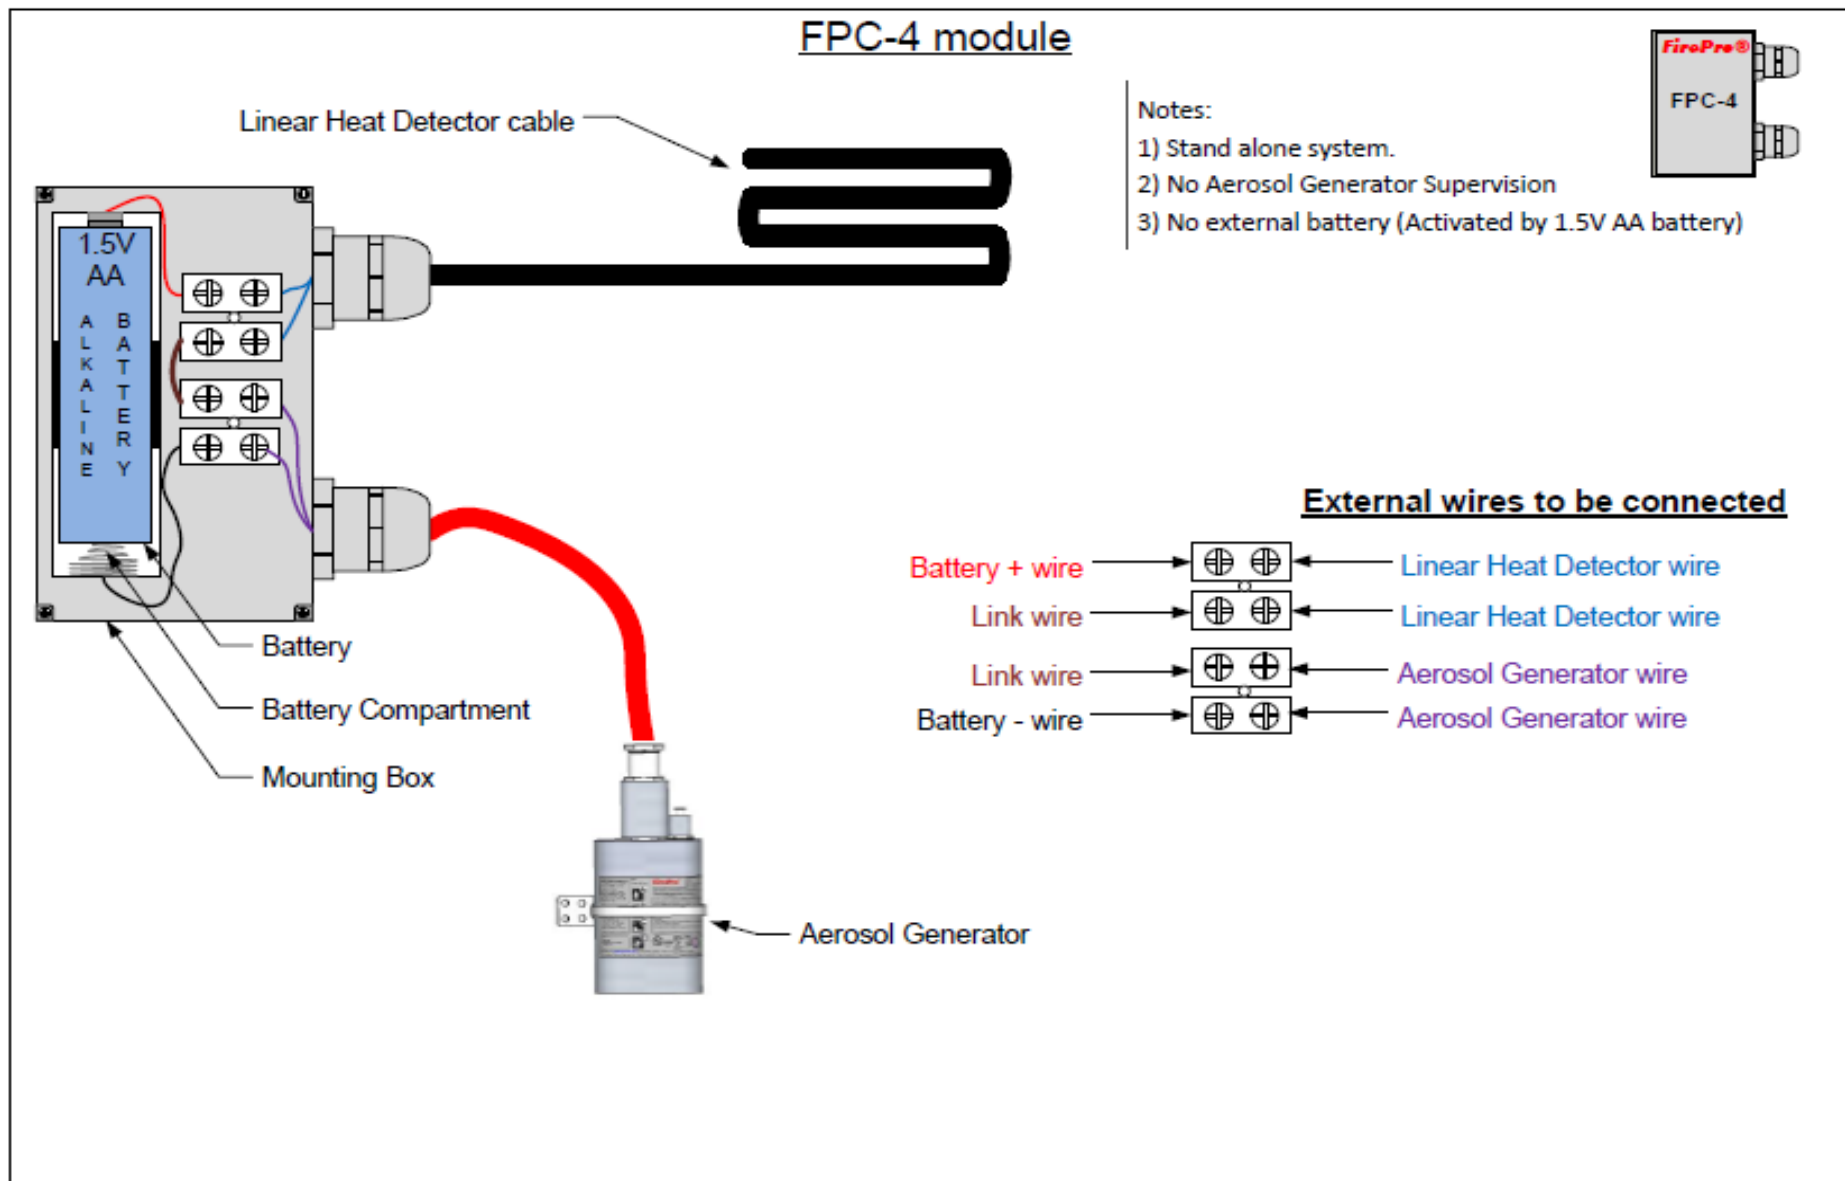 FPC-4 module
FirePro®
FPC-4
Linear Heat Detector cable
Notes:
1) Stand alone system.
2) No Aerosol Generator Supervision
3) No external battery (Activated by 1.5V AA battery)
1.5V
AA
ALKALINE
BATTERY
Battery
Battery Compartment
Mounting Box
Aerosol Generator
External wires to be connected
Battery + wire
Linear Heat Detector wire
Link wire
Linear Heat Detector wire
Link wire
Aerosol Generator wire
Battery - wire
Aerosol Generator wire